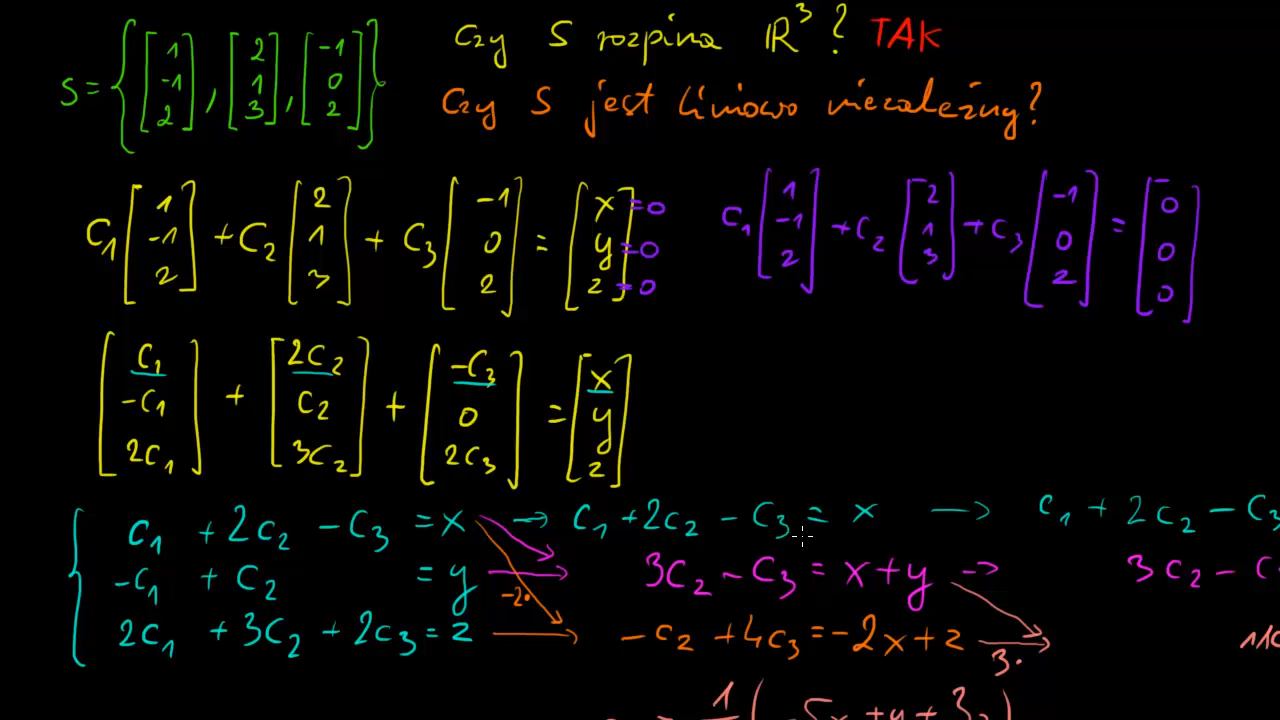 S = { [1 -1 2], [2 1 3], [-1 0 2] } Czy S rozpina ℝ³? TAK
Czy S jest liniowo niezależny?
C₁ [1 -1 2] + C₂ [2 1 3] + C₃ [-1 0 2] = [x y z] =0 =0 =0
C₁ [1 -1 2] + C₂ [2 1 3] + C₃ [-1 0 2] = [0 0 0]
[C₁ -C₁ 2C₁] + [2C₂ C₂ 3C₂] + [-C₃ 0 2C₃] = [x y z]
C₁ + 2C₂ - C₃ = x → C₁ + 2C₂ - C₃ = x → C₁ + 2C₂ - C₃
-C₁ + C₂ = y -2· 3C₂ - C₃ = x + y → 3C₂ - C
2C₁ + 3C₂ + 2C₃ = z -C₂ + 4C₃ = -2x + z 3· 11C
1 ( 5x + y + 3z )